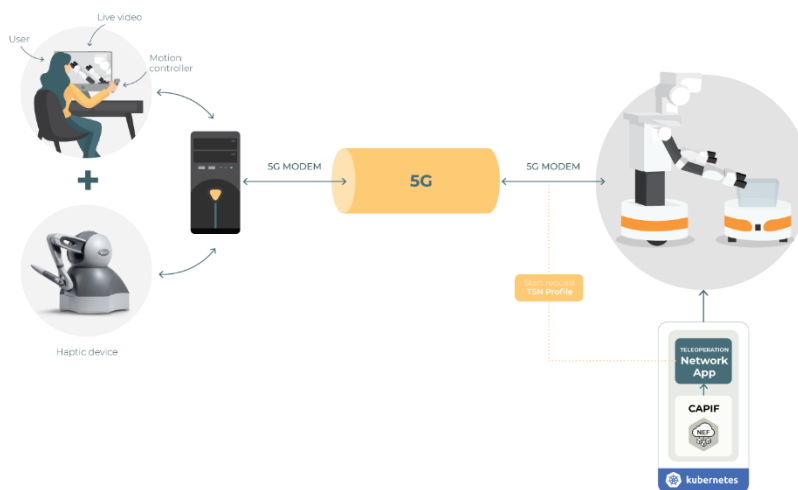 Live video
User
Motion
controller
5G MODEM
5G
5G MODEM
Haptic device
Start request
TSN Profile
TELEOPERATION
Network
App
CAPIF
NEF
kubernetes